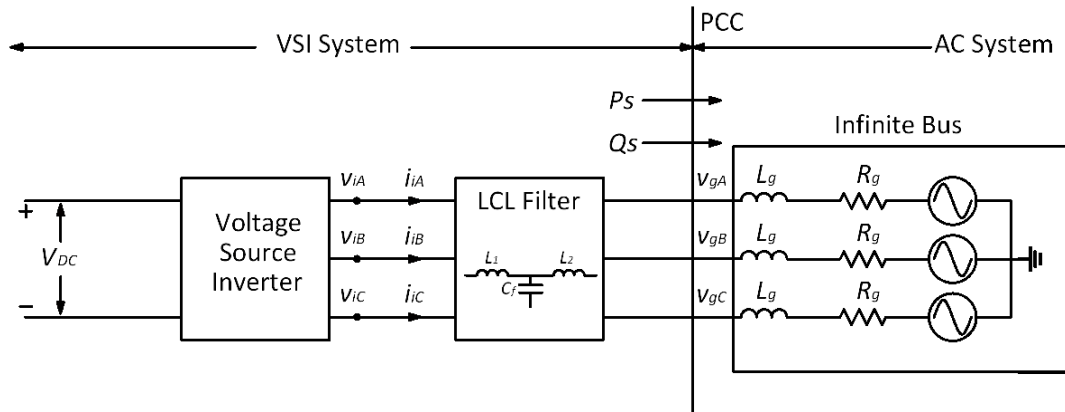 VSI System
PCC
AC System
Ps
Qs
Infinite Bus
viA
iiA
vgA
Lg
Rg
+
VDC
-
Voltage
Source
Inverter
LCL Filter
L1
L2
Cf
viB
iiB
vgB
Lg
Rg
viC
iiC
vgC
Lg
Rg